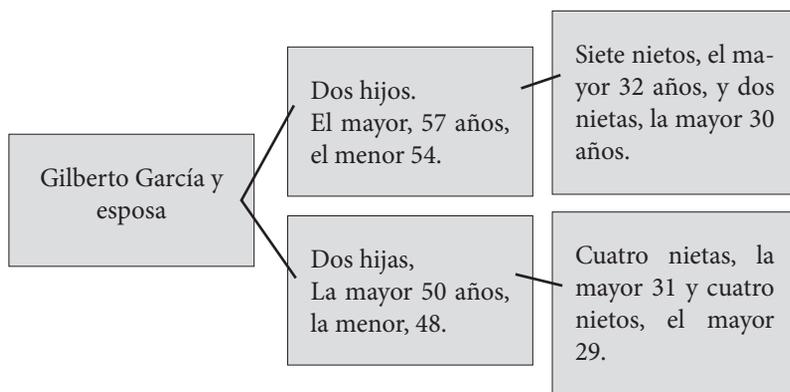 Gilberto García y
esposa
Dos hijos.
El mayor, 57 años,
el menor 54.
Siete nietos, el ma-
yor 32 años, y dos
nietas, la mayor 30
años.
Dos hijas,
La mayor 50 años,
la menor, 48.
Cuatro nietas, la
mayor 31 y cuatro
nietos, el mayor
29.